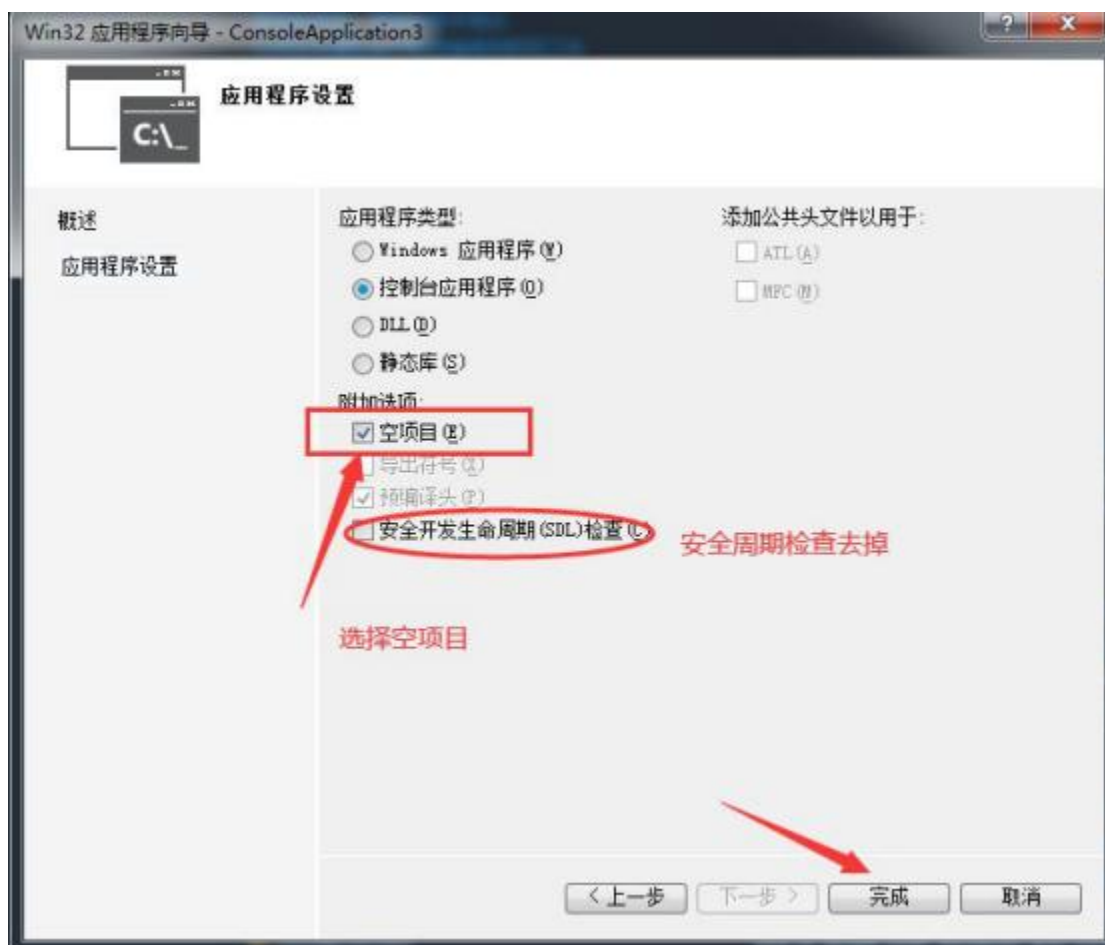 Win32 应用程序向导 - ConsoleApplication3
C:\_
应用程序设置
概述
应用程序设置
应用程序类型:
Windows 应用程序(W)
控制台应用程序(O)
DLL(D)
静态库(S)
附加选项:
空项目(E)
导出符号(X)
预编译头(P)
安全开发生命周期(SDL)检查(C)
添加公共头文件以用于:
ATL(A)
MFC(M)
安全周期检查去掉
选择空项目
< 上一步
下一步 >
完成
取消